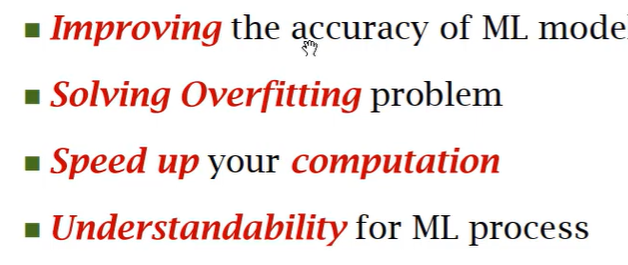 Improving the accuracy of ML mode
Solving Overfitting problem
Speed up your computation
Understandability for ML process